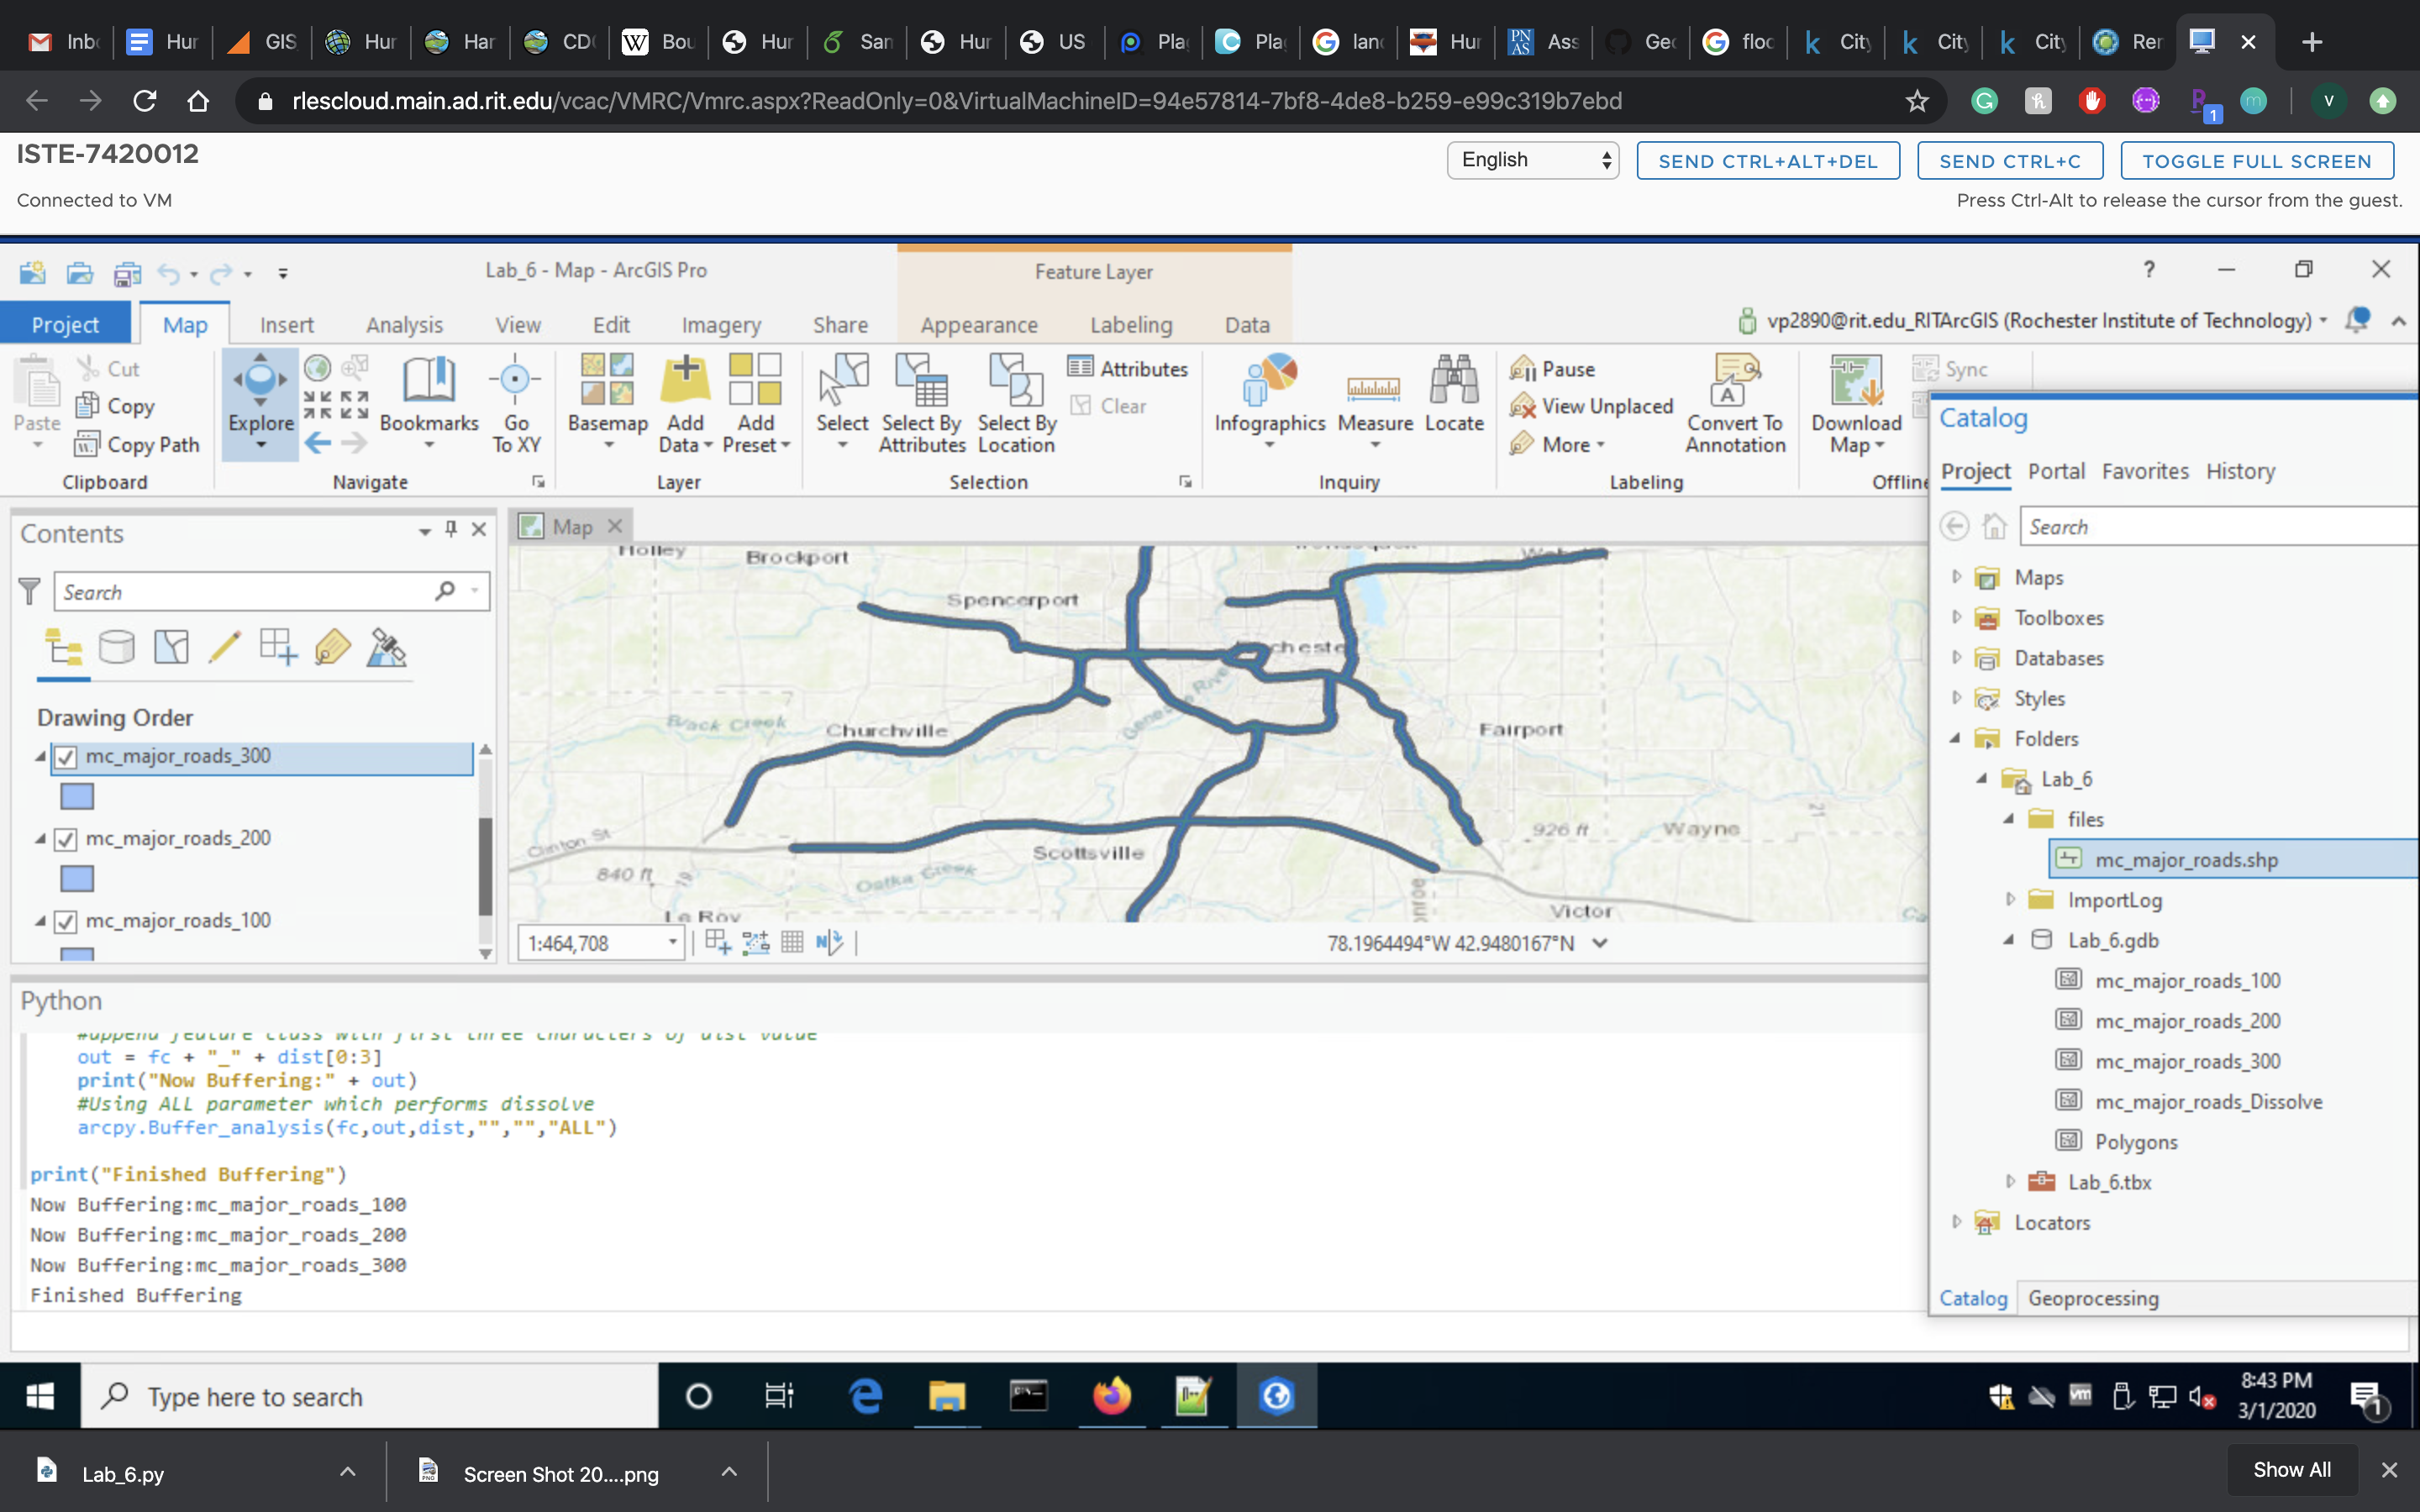 Inb
Hur
GIS
Hur
Har
CD
Bou
Hur
San
Hur
US
Pla
Pla
lan
Hur
Ass
Geo
floo
City
City
City
Rem
rlescloud.main.ad.rit.edu/vcac/VMRC/Vmrc.aspx?ReadOnly=0&VirtualMachineID=94e57814-7bf8-4de8-b259-e99c319b7ebd
ISTE-7420012
English
SEND CTRL+ALT+DEL
SEND CTRL+C
TOGGLE FULL SCREEN
Connected to VM
Press Ctrl-Alt to release the cursor from the guest.
Lab_6 - Map - ArcGIS Pro
Feature Layer
Project
Map
Insert
Analysis
View
Edit
Imagery
Share
Appearance
Labeling
Data
vp2890@rit.edu_RITArcGIS (Rochester Institute of Technology)
Paste
Cut
Copy
Copy Path
Clipboard
Explore
Bookmarks
Go
To XY
Navigate
Basemap
Add
Data
Add
Preset
Layer
Select
Select By
Attributes
Select By
Location
Attributes
Clear
Selection
Infographics
Measure
Locate
Inquiry
Pause
View Unplaced
More
Convert To
Annotation
Labeling
Download
Map
Sync
Offline
Contents
Search
Drawing Order
mc_major_roads_300
mc_major_roads_200
mc_major_roads_100
Map
Holley
Brockport
Spencerport
Churchville
Black Creek
Fairport
Clinton St
840 ft
19
Oatka Creek
Scottsville
Le Roy
926 ft
Wayne
21
Victor
1:464,708
78.1964494°W 42.9480167°N
Catalog
Project
Portal
Favorites
History
Search
Maps
Toolboxes
Databases
Styles
Folders
Lab_6
files
mc_major_roads.shp
ImportLog
Lab_6.gdb
mc_major_roads_100
mc_major_roads_200
mc_major_roads_300
mc_major_roads_Dissolve
Polygons
Lab_6.tbx
Locators
Catalog
Geoprocessing
Python
#append feature class with first three characters of dist value
out = fc + "_" + dist[0:3]
print("Now Buffering:" + out)
#Using ALL parameter which performs dissolve
arcpy.Buffer_analysis(fc,out,dist,"","","ALL")
print("Finished Buffering")
Now Buffering:mc_major_roads_100
Now Buffering:mc_major_roads_200
Now Buffering:mc_major_roads_300
Finished Buffering
Type here to search
8:43 PM
3/1/2020
1
Lab_6.py
Screen Shot 20....png
Show All